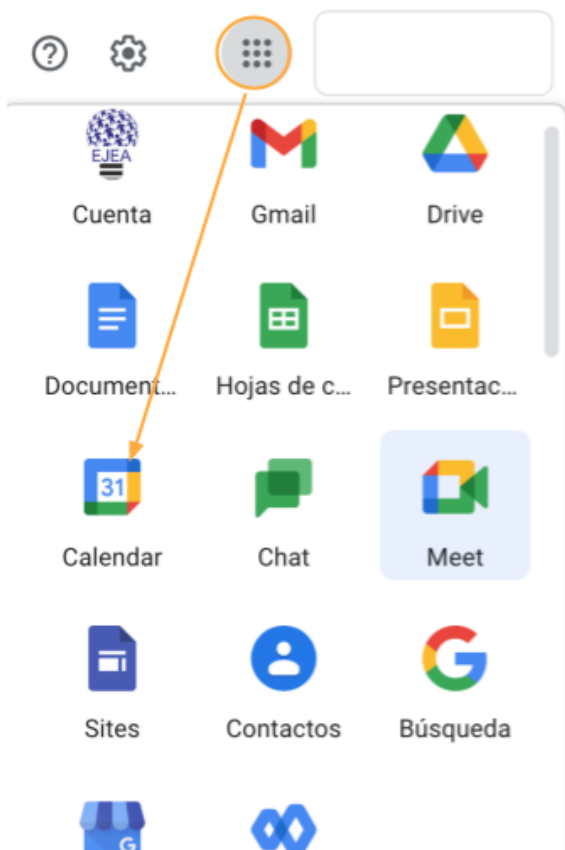 EJEA
Cuenta Gmail Drive
Document... Hojas de c... Presentac...
31
Calendar Chat Meet
Sites Contactos Búsqueda
G